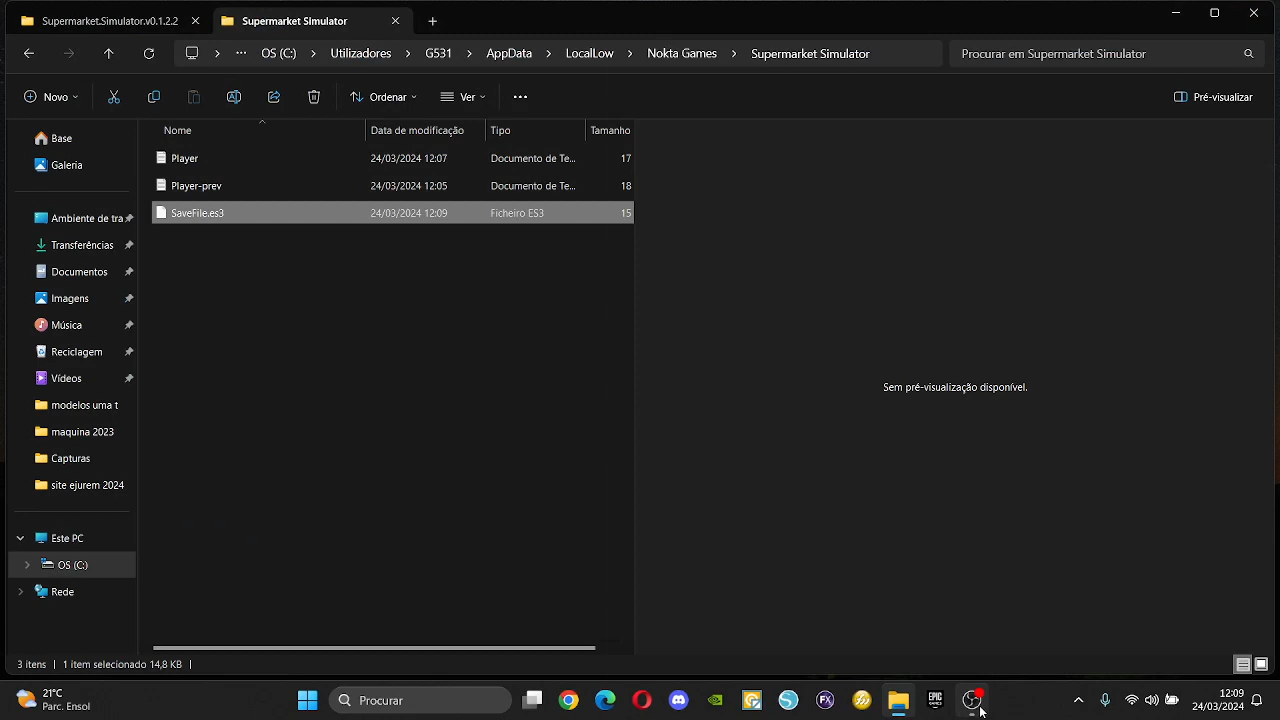 Supermarket.Simulator.v0.1.2.2
Supermarket Simulator
OS (C:) Utilizadores G531 AppData LocalLow Nokta Games Supermarket Simulator
Procurar em Supermarket Simulator
Novo
Ordenar
Ver
Pré-visualizar
Nome Data de modificação Tipo Tamanho
Player 24/03/2024 12:07 Documento de Te... 17
Player-prev 24/03/2024 12:05 Documento de Te... 18
SaveFile.es3 24/03/2024 12:09 Ficheiro ES3 15
Base
Galeria
Ambiente de tra
Transferências
Documentos
Imagens
Música
Reciclagem
Vídeos
modelos uma t
maquina 2023
Capturas
site ejurem 2024
Este PC
OS (C:)
Rede
Sem pré-visualização disponível.
3 itens 1 item selecionado 14,8 KB
21°C
Parc. Ensol
Procurar
FX
EPIC
GAMES
12:09
24/03/2024